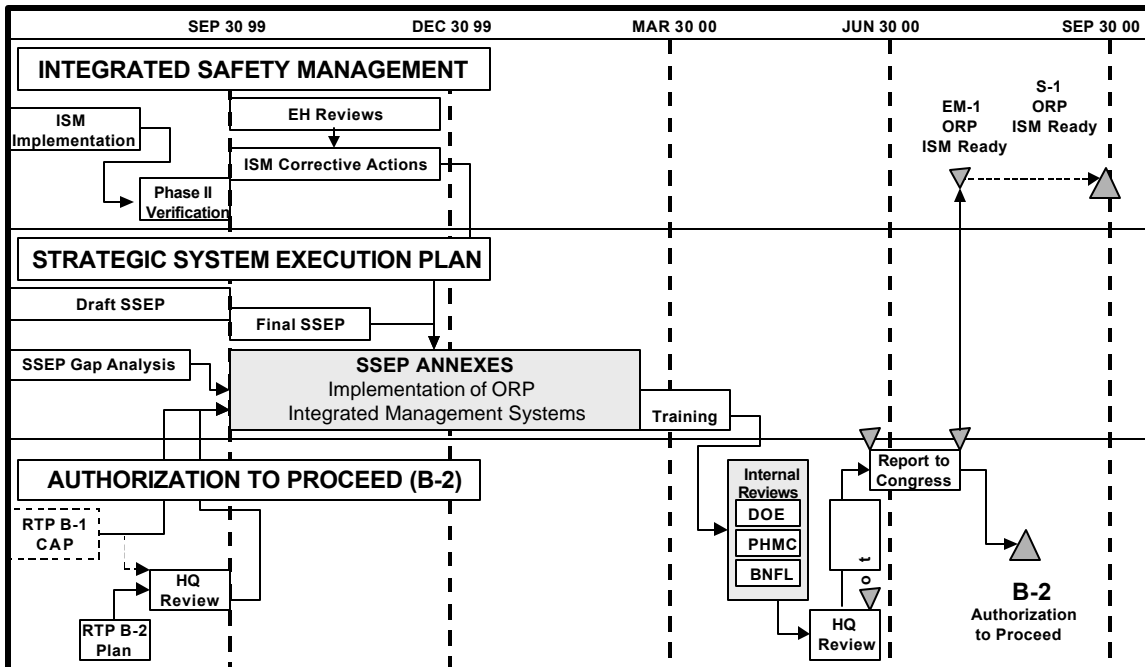 SEP 30 99
DEC 30 99
MAR 30 00
JUN 30 00
SEP 30 00
INTEGRATED SAFETY MANAGEMENT
ISM
Implementation
EH Reviews
ISM Corrective Actions
Phase II
Verification
EM-1
ORP
ISM Ready
S-1
ORP
ISM Ready
STRATEGIC SYSTEM EXECUTION PLAN
Draft SSEP
Final SSEP
SSEP Gap Analysis
SSEP ANNEXES
Implementation of ORP
Integrated Management Systems
Training
AUTHORIZATION TO PROCEED (B-2)
RTP B-1
CAP
HQ
Review
RTP B-2
Plan
Internal
Reviews
DOE
PHMC
BNFL
HQ
Review
Report to
Congress
B-2
Authorization
to Proceed